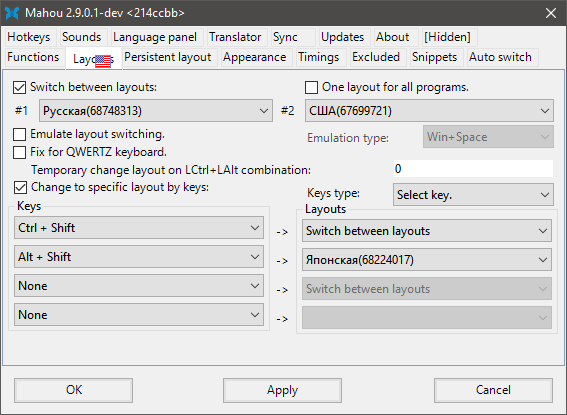 Mahou 2.9.0.1-dev <214ccbb>
Hotkeys Sounds Language panel Translator Sync Updates About [Hidden]
Functions Persistent layout Appearance Timings Excluded Snippets Auto switch
Switch between layouts: One layout for all programs.
#1 Русская(68748313) #2 США(67699721)
Emulate layout switching. Emulation type: Win+Space
Fix for QWERTZ keyboard.
Temporary change layout on LCtrl+LAlt combination: 0
Change to specific layout by keys: Keys type: Select key.
Keys Layouts
Ctrl + Shift -> Switch between layouts
Alt + Shift -> Японская(68224017)
None -> Switch between layouts
None ->
OK Apply Cancel